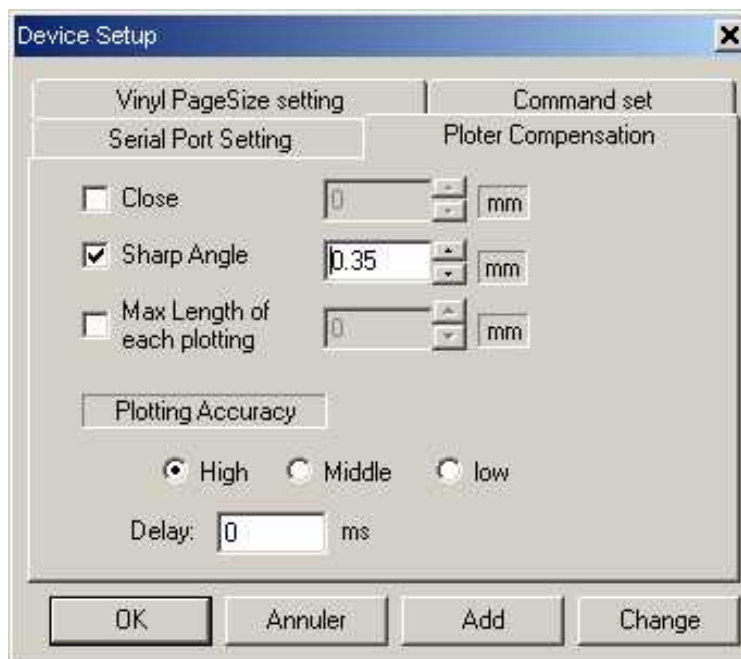 Device Setup
Vinyl PageSize setting Command set
Serial Port Setting Ploter Compensation
Close 0 mm
Sharp Angle 0.35 mm
Max Length of
each plotting 0 mm
Plotting Accuracy
High Middle low
Delay: 0 ms
OK Annuler Add Change